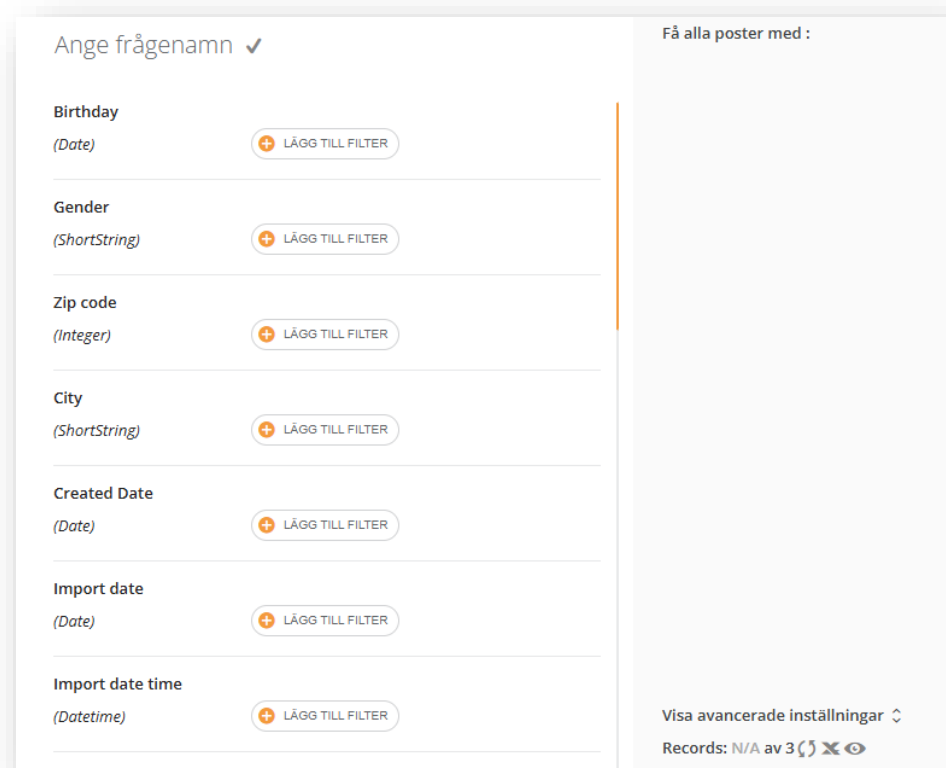 Ange frågenamn
Birthday
(Date)
LÄGG TILL FILTER
Gender
(ShortString)
LÄGG TILL FILTER
Zip code
(Integer)
LÄGG TILL FILTER
City
(ShortString)
LÄGG TILL FILTER
Created Date
(Date)
LÄGG TILL FILTER
Import date
(Date)
LÄGG TILL FILTER
Import date time
(Datetime)
LÄGG TILL FILTER
Få alla poster med :
Visa avancerade inställningar
Records: N/A av 3